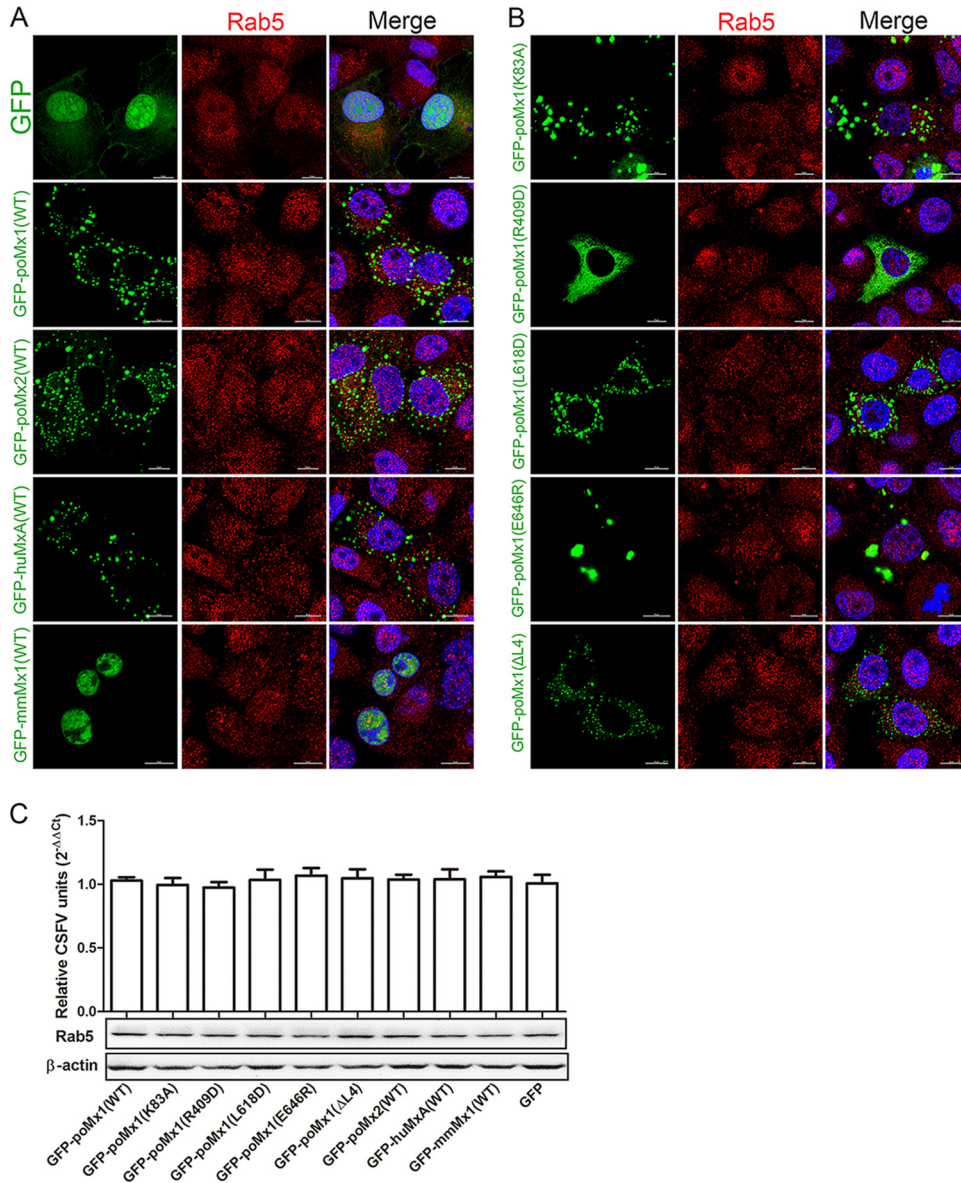 A
Rab5
Merge
GFP
GFP-poMx1(WT)
GFP-poMx2(WT)
GFP-huMxA(WT)
GFP-mmMx1(WT)
B
Rab5
Merge
GFP-poMx1(K83A)
GFP-poMx1(R409D)
GFP-poMx1(L618D)
GFP-poMx1(E646R)
GFP-poMx1(ΔL4)
C
Relative CSFV units (2^-ΔΔCt)
1.5
1.0
0.5
0.0
Rab5
β-actin
GFP-poMx1(WT)
GFP-poMx1(K83A)
GFP-poMx1(R409D)
GFP-poMx1(L618D)
GFP-poMx1(E646R)
GFP-poMx1(ΔL4)
GFP-poMx2(WT)
GFP-huMxA(WT)
GFP-mmMx1(WT)
GFP